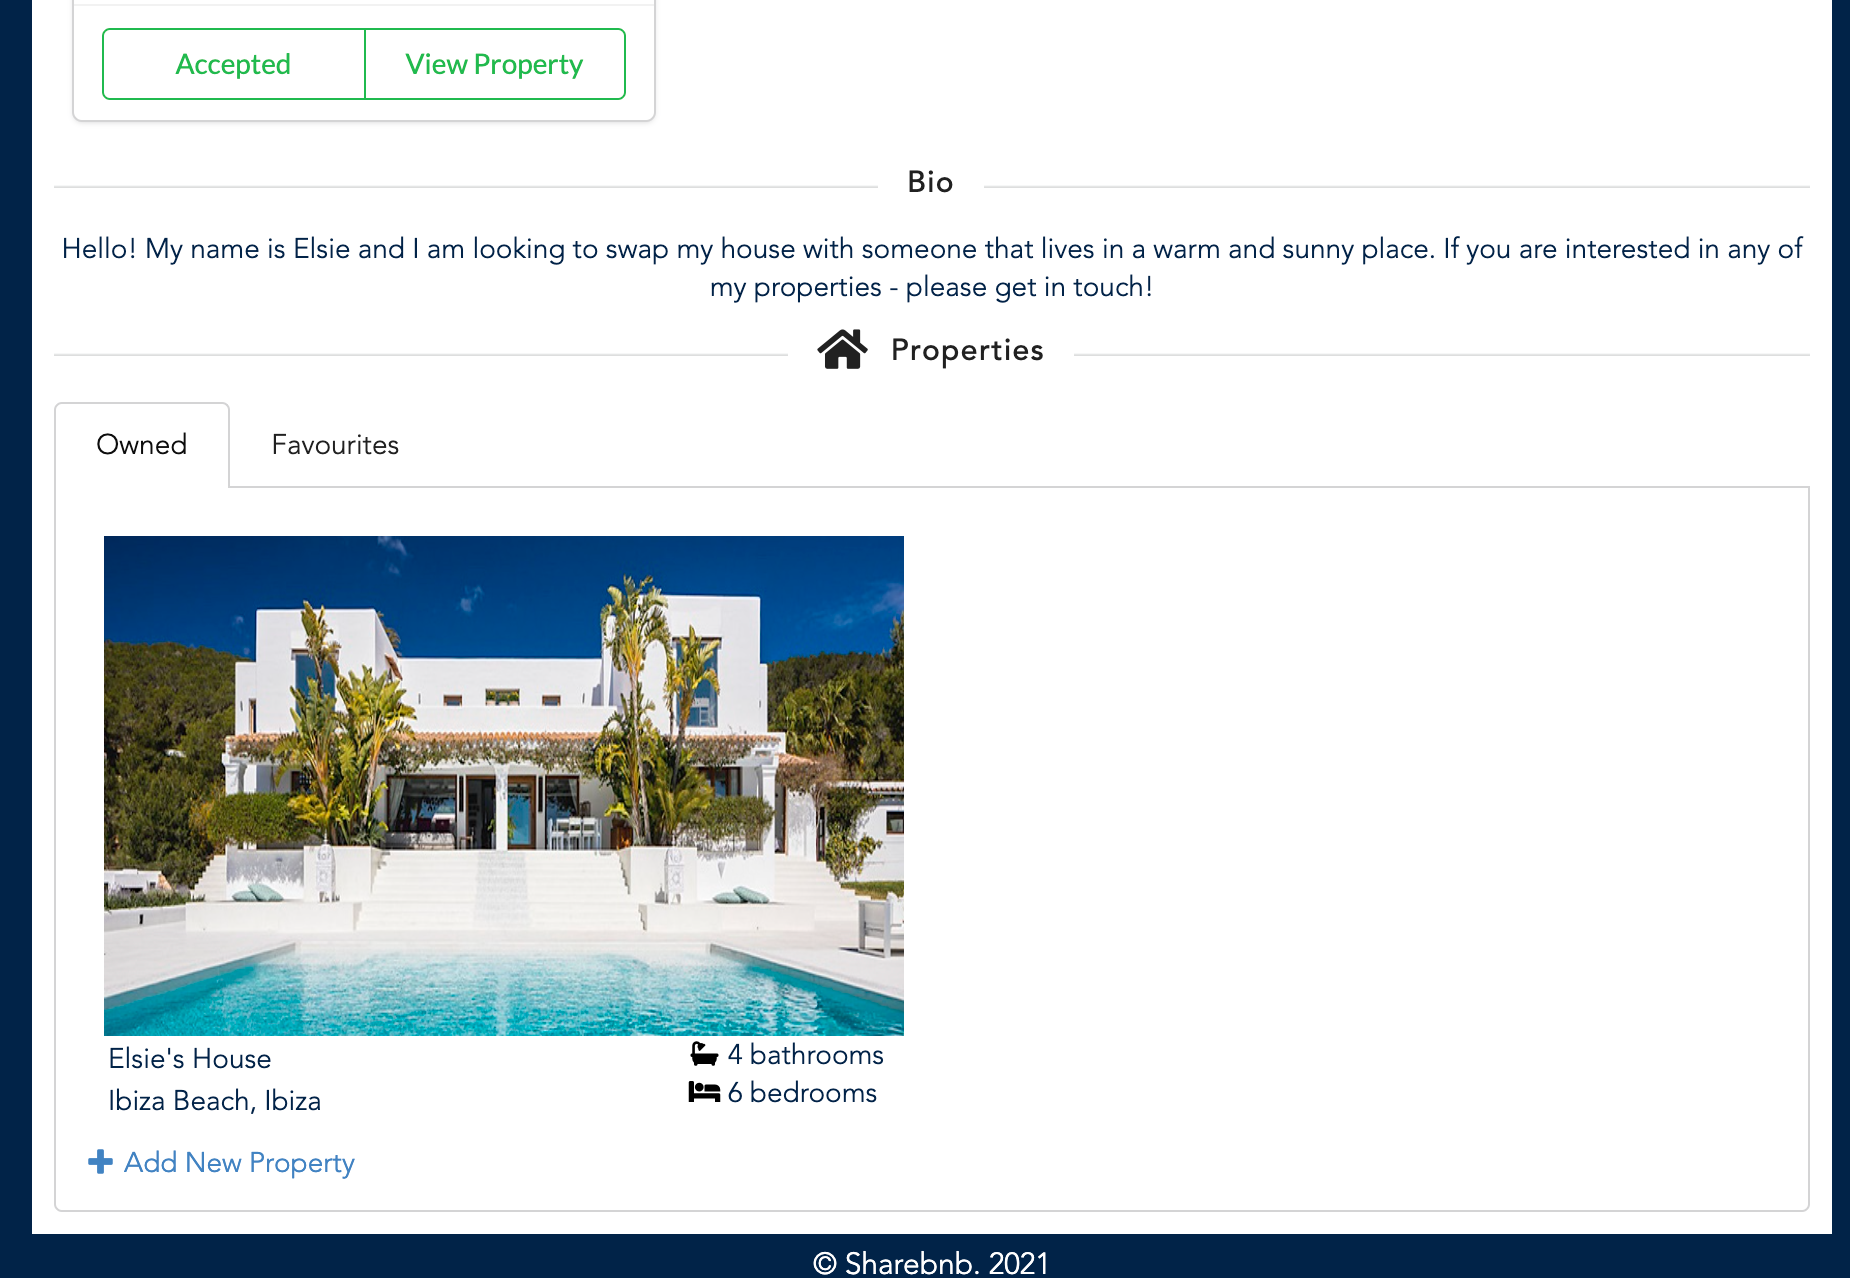 Accepted View Property
Bio
Hello! My name is Elsie and I am looking to swap my house with someone that lives in a warm and sunny place. If you are interested in any of
my properties - please get in touch!
Properties
Owned Favourites
Elsie's House
4 bathrooms
Ibiza Beach, Ibiza
6 bedrooms
Add New Property
© Sharebnb. 2021